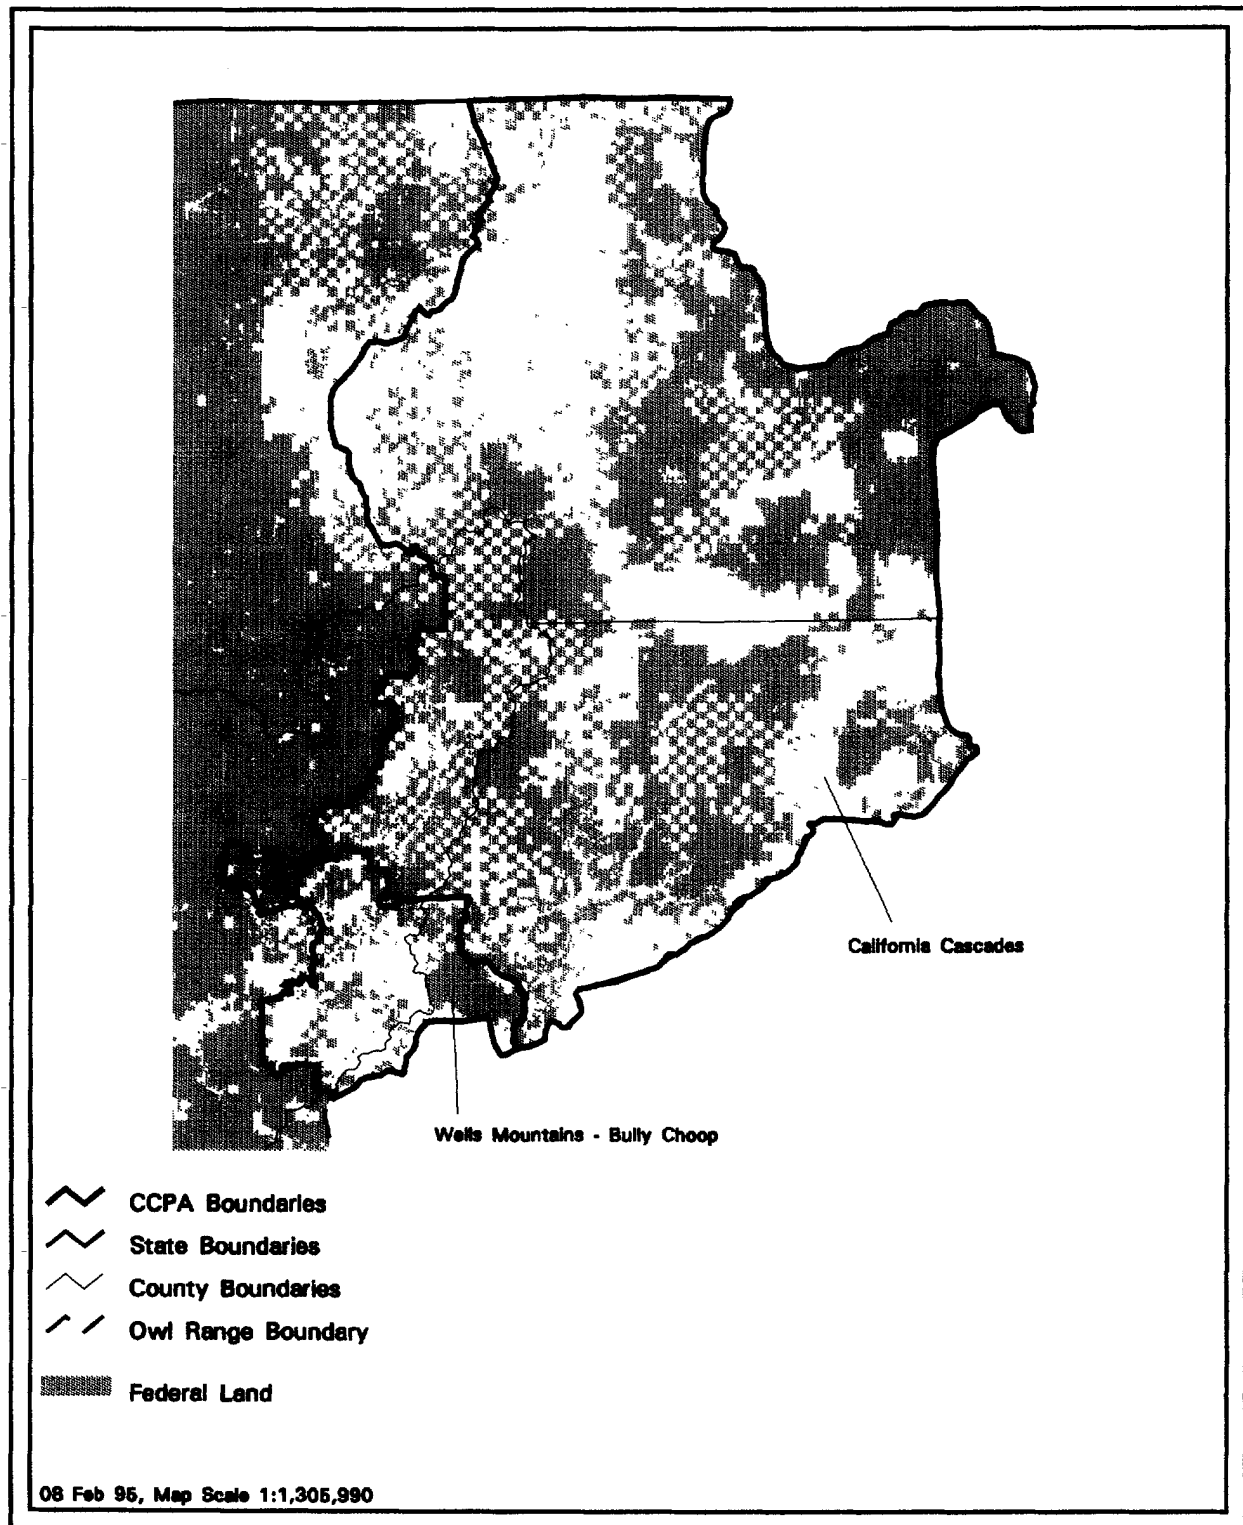 California Cascades
Wells Mountains - Bully Choop
CCPA Boundaries
State Boundaries
County Boundaries
Owl Range Boundary
Federal Land
08 Feb 95, Map Scale 1:1,305,990